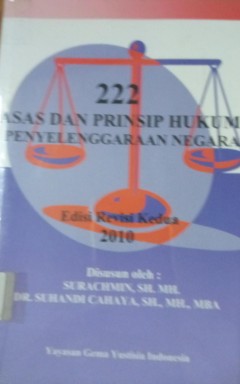 222
ASAS DAN PRINSIP HUKUM
PENYELENGGARAAN NEGARA
Edisi Revisi Kedua
2010
Disusun oleh :
SURACHMIN, SH. MH.
DR. SUHANDI CAHAYA, SH., MH., MBA
Yayasan Gema Yustisia Indonesia